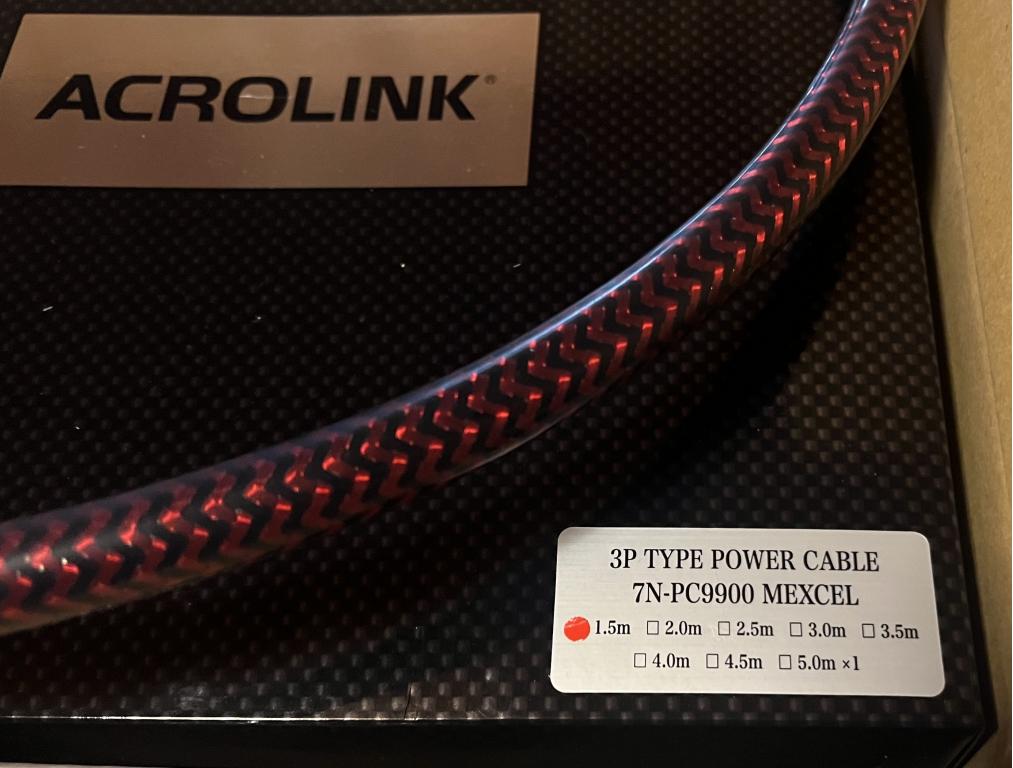 ACROLINK®
3P TYPE POWER CABLE
7N-PC9900 MEXCEL
1.5m □ 2.0m □ 2.5m □ 3.0m □ 3.5m
□ 4.0m □ 4.5m □ 5.0m ×1